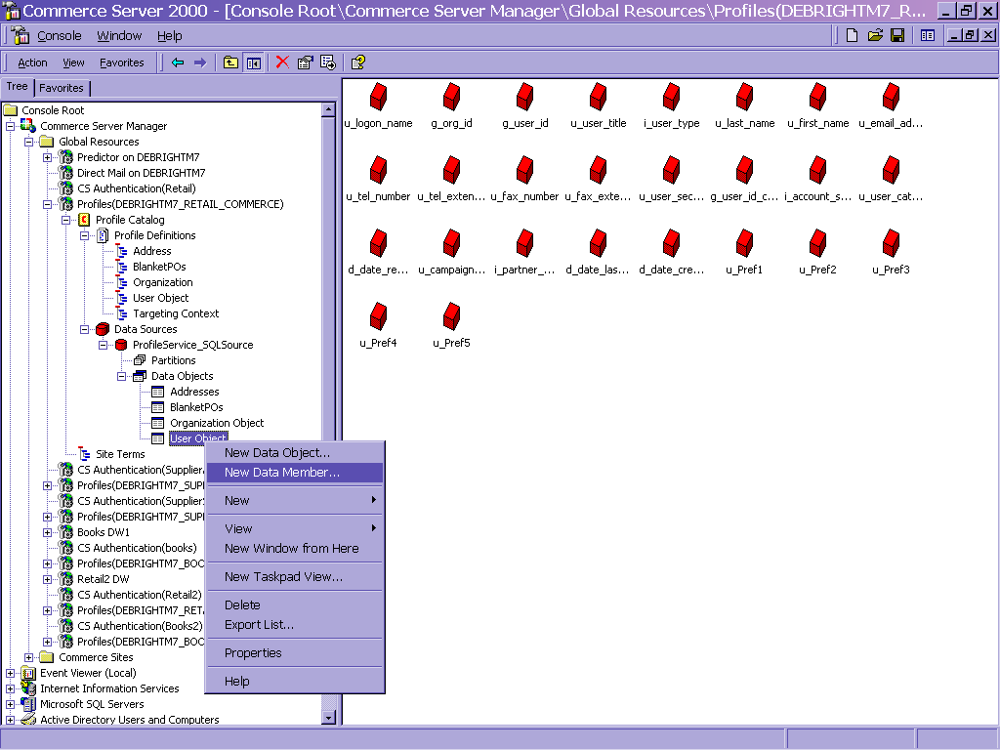 Commerce Server 2000 - [Console Root\Commerce Server Manager\Global Resources\Profiles(DEBRIGHTM7_R...
Console Window Help
Action View Favorites
Tree Favorites
Console Root
Commerce Server Manager
Global Resources
Predictor on DEBRIGHTM7
Direct Mail on DEBRIGHTM7
CS Authentication(Retail)
Profiles(DEBRIGHTM7_RETAIL_COMMERCE)
Profile Catalog
Profile Definitions
Address
BlanketPOs
Organization
User Object
Targeting Context
Data Sources
ProfileService_SQLSource
Partitions
Data Objects
Addresses
BlanketPOs
Organization Object
User Object
Site Terms
CS Authentication(Supplier
Profiles(DEBRIGHTM7_SUP
CS Authentication(Supplier
Profiles(DEBRIGHTM7_SUP
Books DW1
CS Authentication(books)
Profiles(DEBRIGHTM7_BOO
Retail2 DW
CS Authentication(Retail2)
Profiles(DEBRIGHTM7_RET
CS Authentication(Books2)
Profiles(DEBRIGHTM7_BOO
Commerce Sites
Event Viewer (Local)
Internet Information Services
Microsoft SQL Servers
Active Directory Users and Computers
New Data Object...
New Data Member...
New
View
New Window from Here
New Taskpad View...
Delete
Export List...
Properties
Help
u_logon_name g_org_id g_user_id u_user_title i_user_type u_last_name u_first_name u_email_ad...
u_tel_number u_tel_exten... u_fax_number u_fax_exte... u_user_sec... g_user_id_c... i_account_s... u_user_cat...
d_date_re... u_campaign... i_partner_... d_date_las... d_date_cre... u_Pref1 u_Pref2 u_Pref3
u_Pref4 u_Pref5